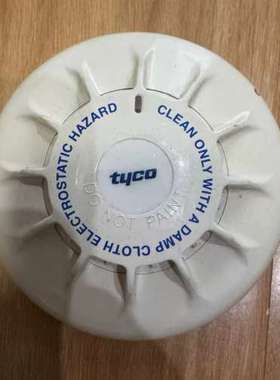 CLEAN ONLY WITH A DAMP CLOTH ELECTROSTATIC HAZARD
tyco
DO NOT PAINT